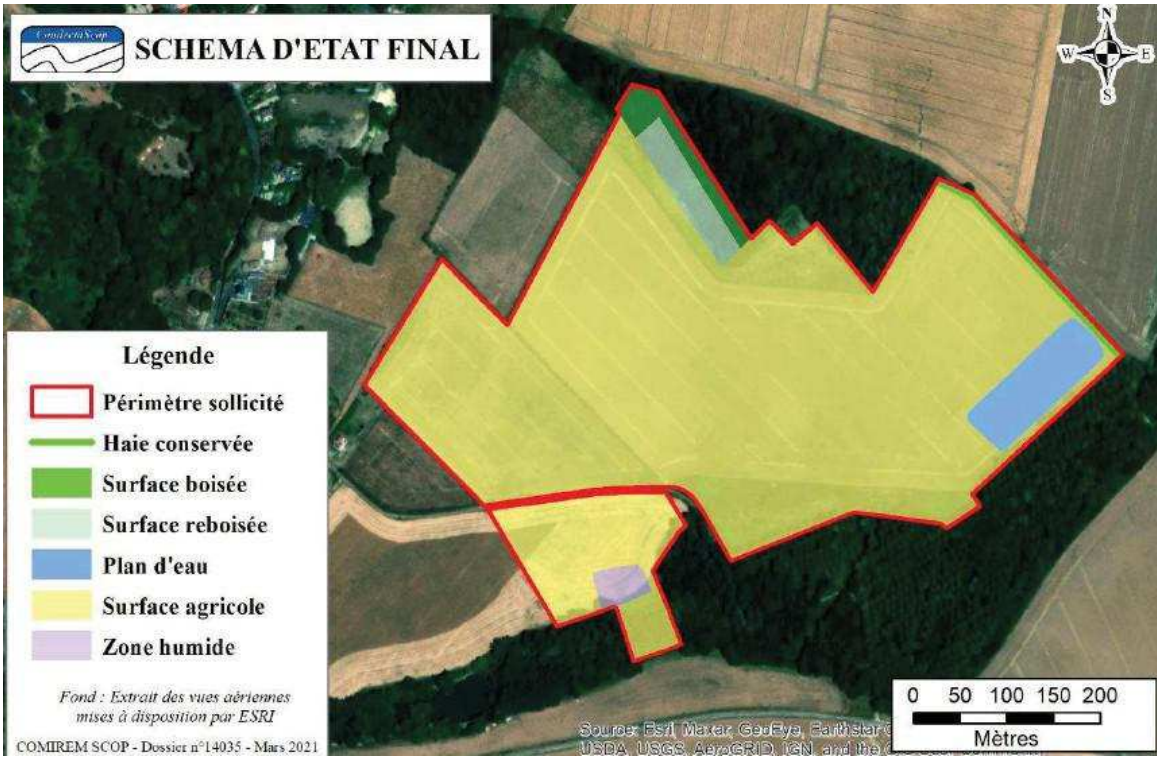 ComiremScop
SCHEMA D'ETAT FINAL
N
W E
S
Légende
Périmètre sollicité
Haie conservée
Surface boisée
Surface reboisée
Plan d'eau
Surface agricole
Zone humide
Fond : Extrait des vues aériennes
mises à disposition par ESRI
COMIREM SCOP - Dossier n°14035 - Mars 2021
0 50 100 150 200
Mètres
Source: Esri, Maxar, GeoEye, Earthstar
USDA, USGS, AeroGRID, IGN, and the